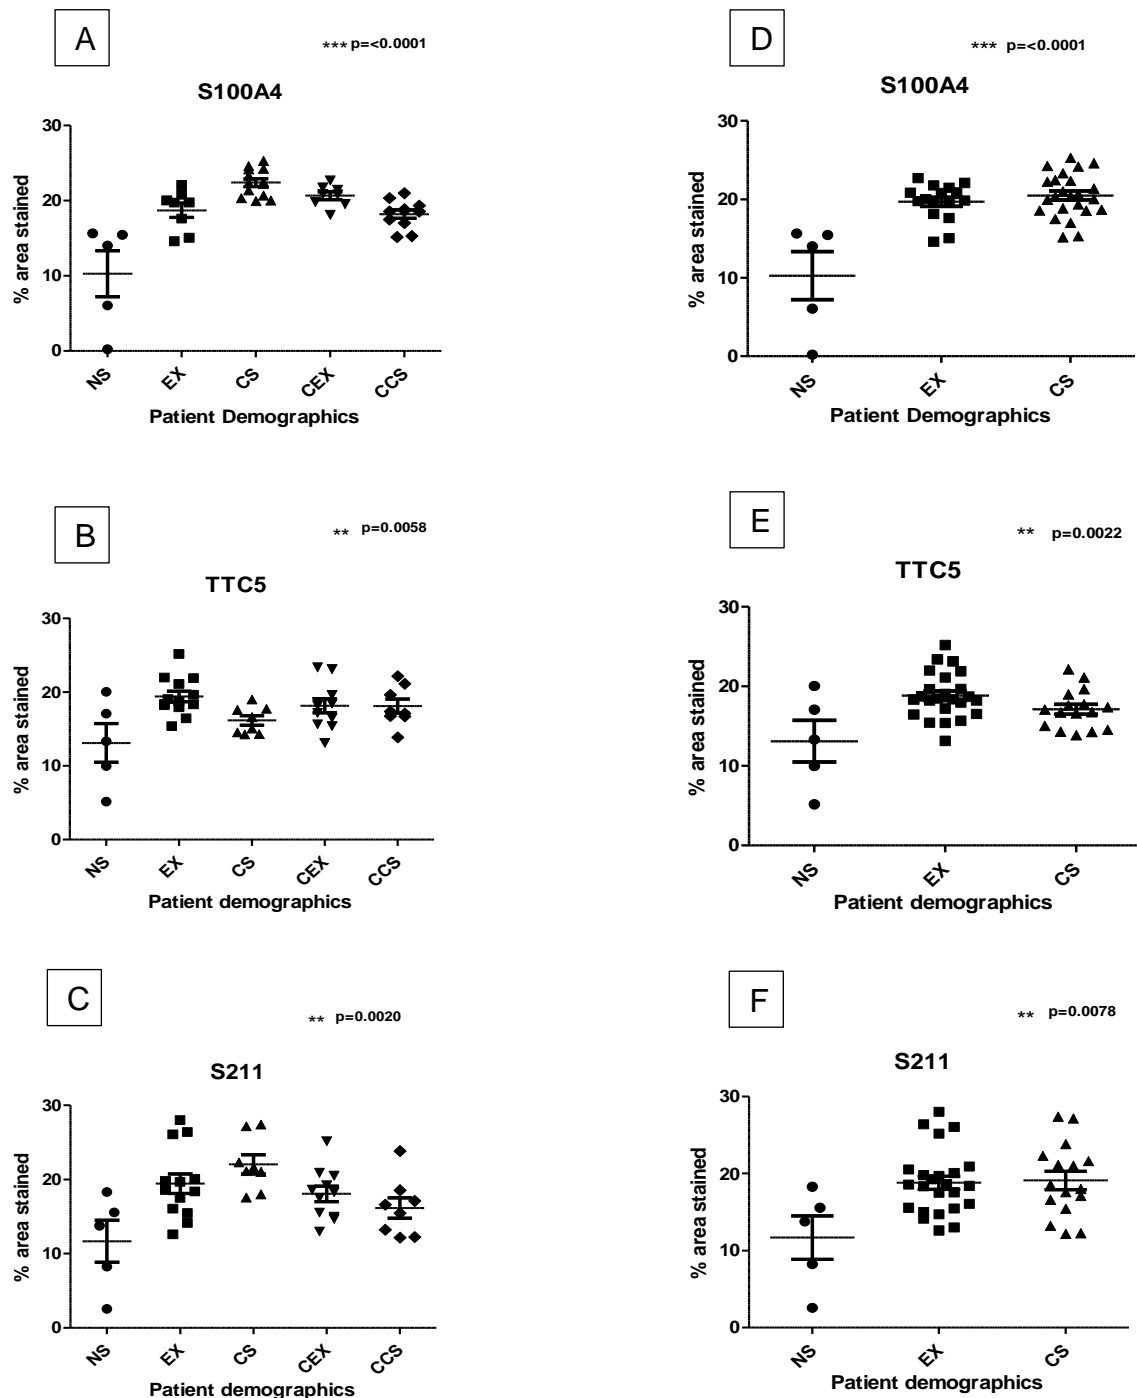 A
*** p=<0.0001
S100A4
30
20
10
0
% area stained
NS
EX
CS
CEX
CCS
Patient Demographics
D
*** p=<0.0001
S100A4
30
20
10
0
% area stained
NS
EX
CS
Patient Demographics
B
** p=0.0058
TTC5
30
20
10
0
% area stained
NS
EX
CS
CEX
CCS
Patient demographics
E
** p=0.0022
TTC5
30
20
10
0
% area stained
NS
EX
CS
Patient demographics
C
** p=0.0020
S211
30
20
10
0
% area stained
NS
EX
CS
CEX
CCS
Patient demographics
F
** p=0.0078
S211
30
20
10
0
% area stained
NS
EX
CS
Patient demographics